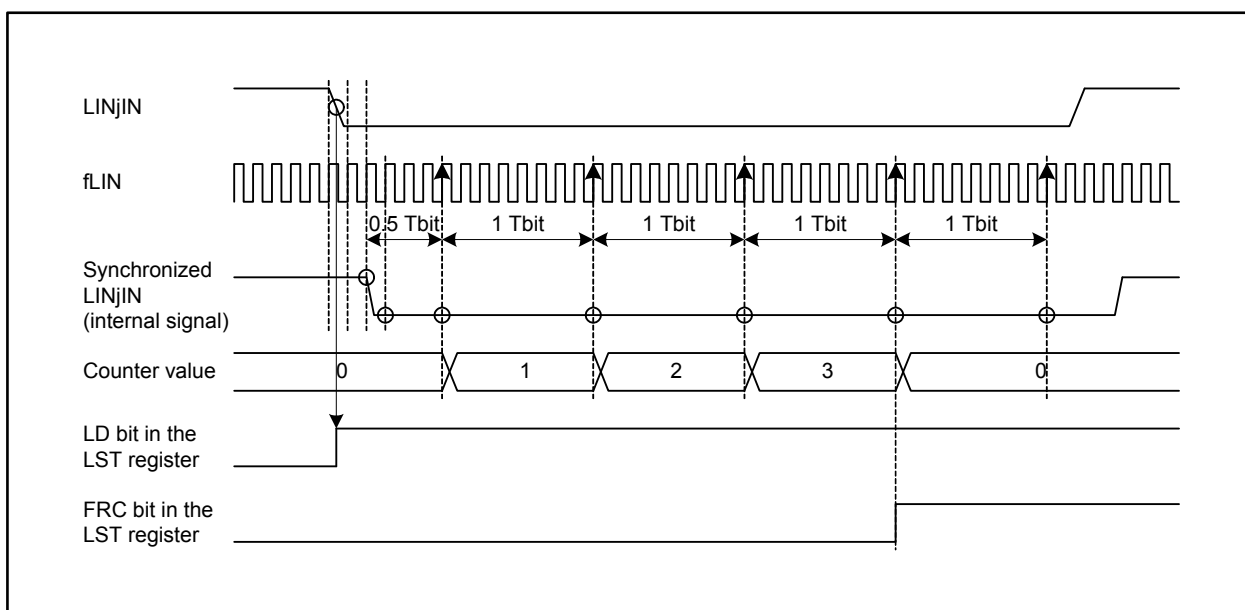 LINjIN
fLIN
0.5 Tbit 1 Tbit 1 Tbit 1 Tbit 1 Tbit
Synchronized
LINjIN
(internal signal)
Counter value 0 1 2 3 0
LD bit in the
LST register
FRC bit in the
LST register